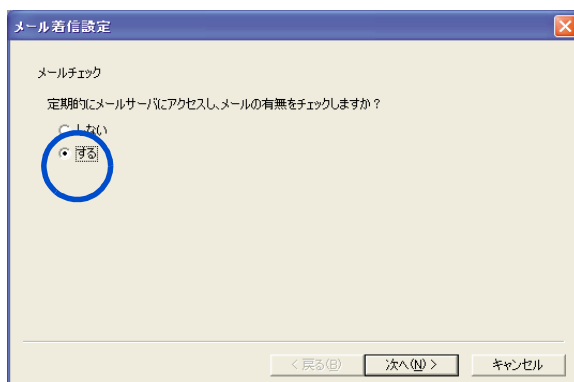 メール着信設定
メールチェック
定期的にメールサーバにアクセスし、メールの有無をチェックしますか？
しない
する
< 戻る(B)
次へ(N) >
キャンセル